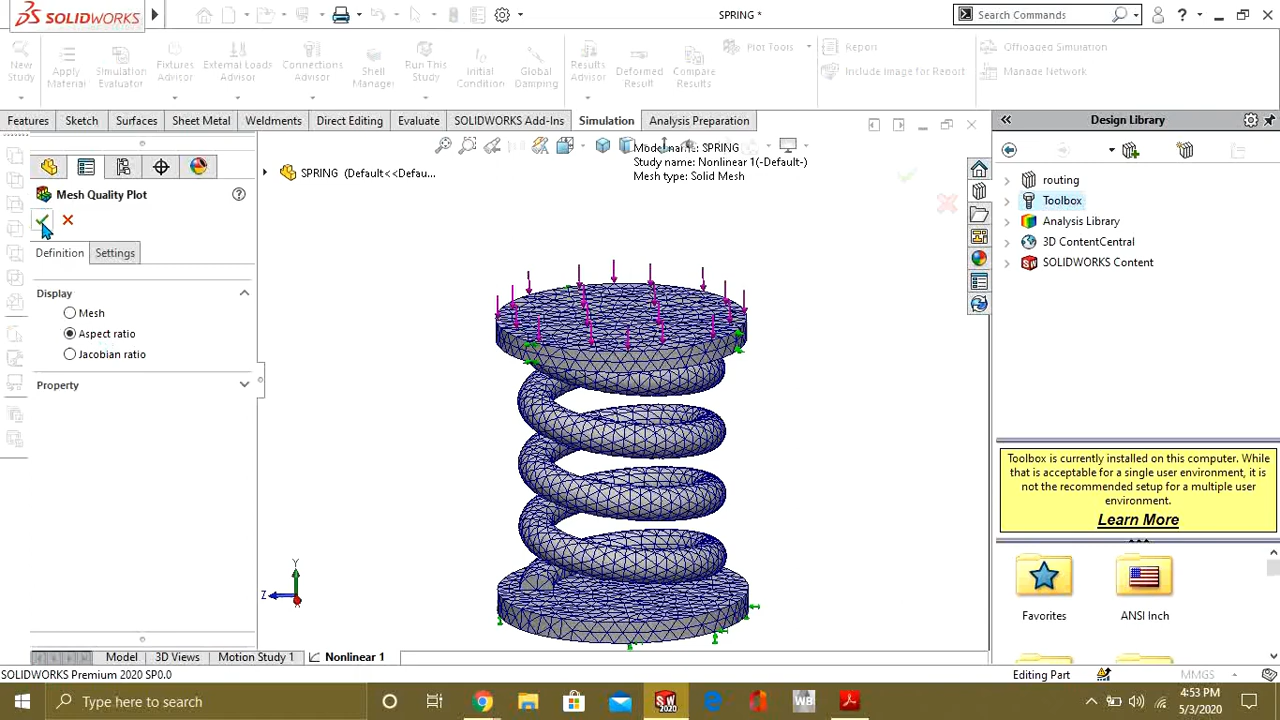 SOLIDWORKS
SPRING *
Search Commands
New Study
Apply Material
Simulation Evaluator
Fixtures Advisor
External Loads Advisor
Connections Advisor
Shell Manager
Run This Study
Initial Condition
Global Damping
Results Advisor
Deformed Result
Compare Results
Plot Tools
Report
Include Image for Report
Offloaded Simulation
Manage Network
Features
Sketch
Surfaces
Sheet Metal
Weldments
Direct Editing
Evaluate
SOLIDWORKS Add-Ins
Simulation
Analysis Preparation
Mesh Quality Plot
Definition
Settings
Display
Mesh
Aspect ratio
Jacobian ratio
Property
SPRING (Default<<Defau...
Study name: Nonlinear 1(-Default-)
Mesh type: Solid Mesh
Y
Z
Design Library
routing
Toolbox
Analysis Library
3D ContentCentral
SOLIDWORKS Content
Toolbox is currently installed on this computer. While
that is acceptable for a single user environment, it is
not the recommended setup for a multiple user
environment.
Learn More
Favorites
ANSI Inch
Model
3D Views
Motion Study 1
Nonlinear 1
SOLIDWORKS Premium 2020 SP0.0
Editing Part
MMGS
Type here to search
SW
2020
WB
4:53 PM
5/3/2020